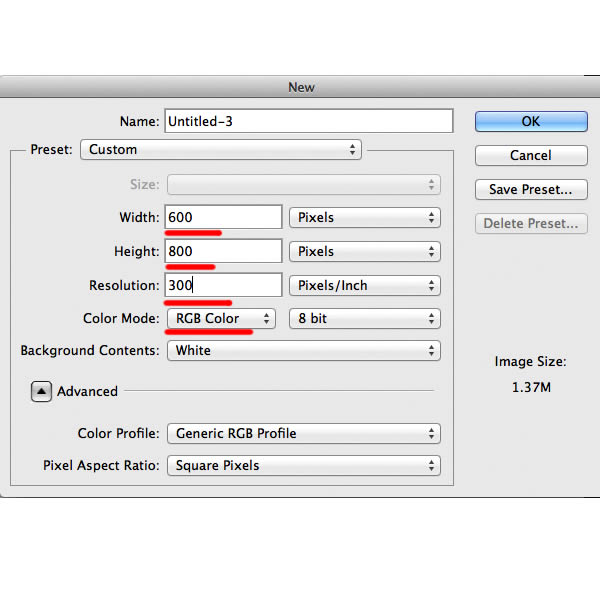 New
Name: Untitled-3
OK
Preset: Custom
Cancel
Size:
Save Preset...
Width: 600 Pixels
Delete Preset...
Height: 800 Pixels
Resolution: 300 Pixels/Inch
Color Mode: RGB Color 8 bit
Background Contents: White
Image Size:
1.37M
Advanced
Color Profile: Generic RGB Profile
Pixel Aspect Ratio: Square Pixels